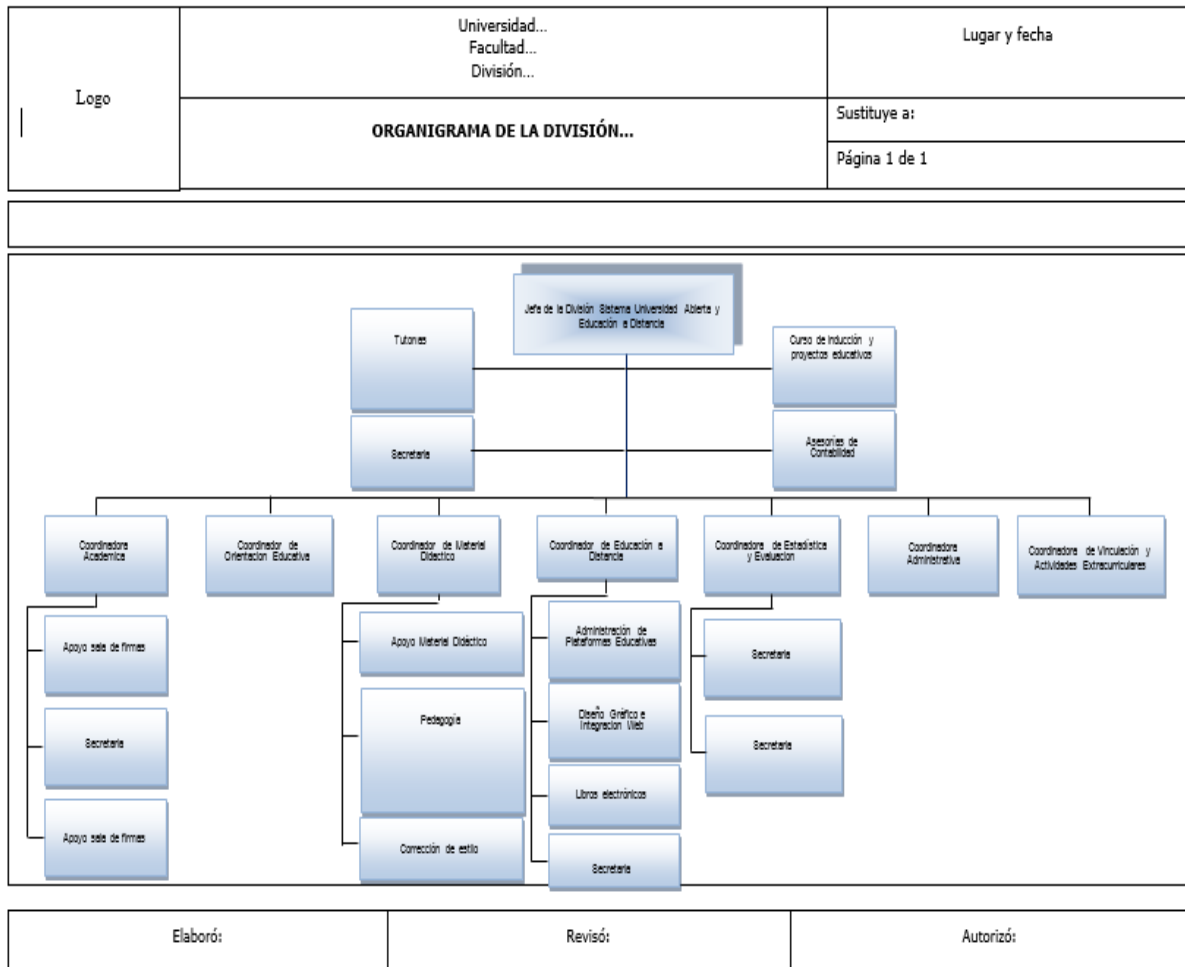 Logo
Universidad...
Facultad...
División...
Lugar y fecha
ORGANIGRAMA DE LA DIVISIÓN...
Sustituye a:
Página 1 de 1
Jefa de la División Sistema Universidad Abierta y
Educación a Distancia
Tutorias
Curso de Inducción y
proyectos educativos
Secretaria
Asesorías de
Contabilidad
Coordinadora
Academica
Coordinador de
Orientacion Educativa
Coordinador de Material
Didáctico
Coordinador de Educación a
Distancia
Coordinadora de Estadística
y Evaluacion
Coordinadora
Administrativa
Coordinadora de Vinculación y
Actividades Extracurriculares
Apoyo sala de firmas
Secretaria
Apoyo sala de firmas
Apoyo Material Didáctico
Pedagogía
Corrección de estilo
Administración de
Plataformas Educativas
Diseño Gráfico e
Integracion Web
Libros electrónicos
Secretaria
Secretaria
Secretaria
Elaboró:
Revisó:
Autorizó: